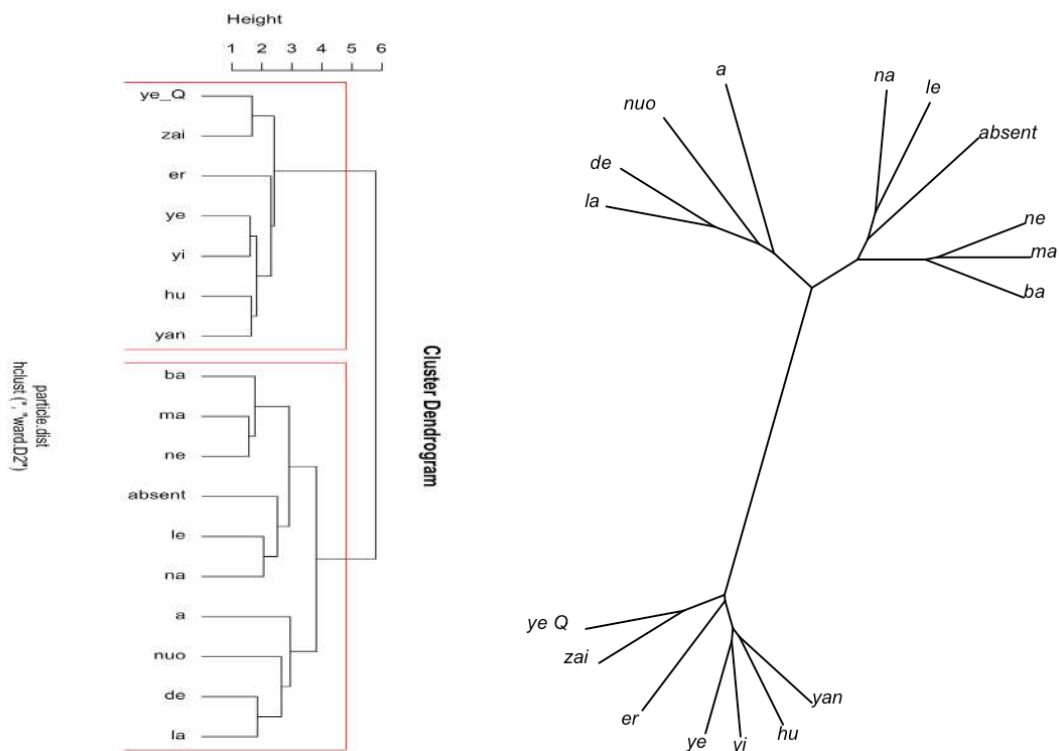 Height
1 2 3 4 5 6
ye_Q
zai
er
ye
yi
hu
yan
ba
ma
ne
absent
le
na
a
nuo
de
la
Cluster Dendrogram
particle.dist
hclust (*, "ward.D2")
a
na
le
nuo
absent
de
la
ne
ma
ba
ye Q
zai
er
ye
yi
hu
yan